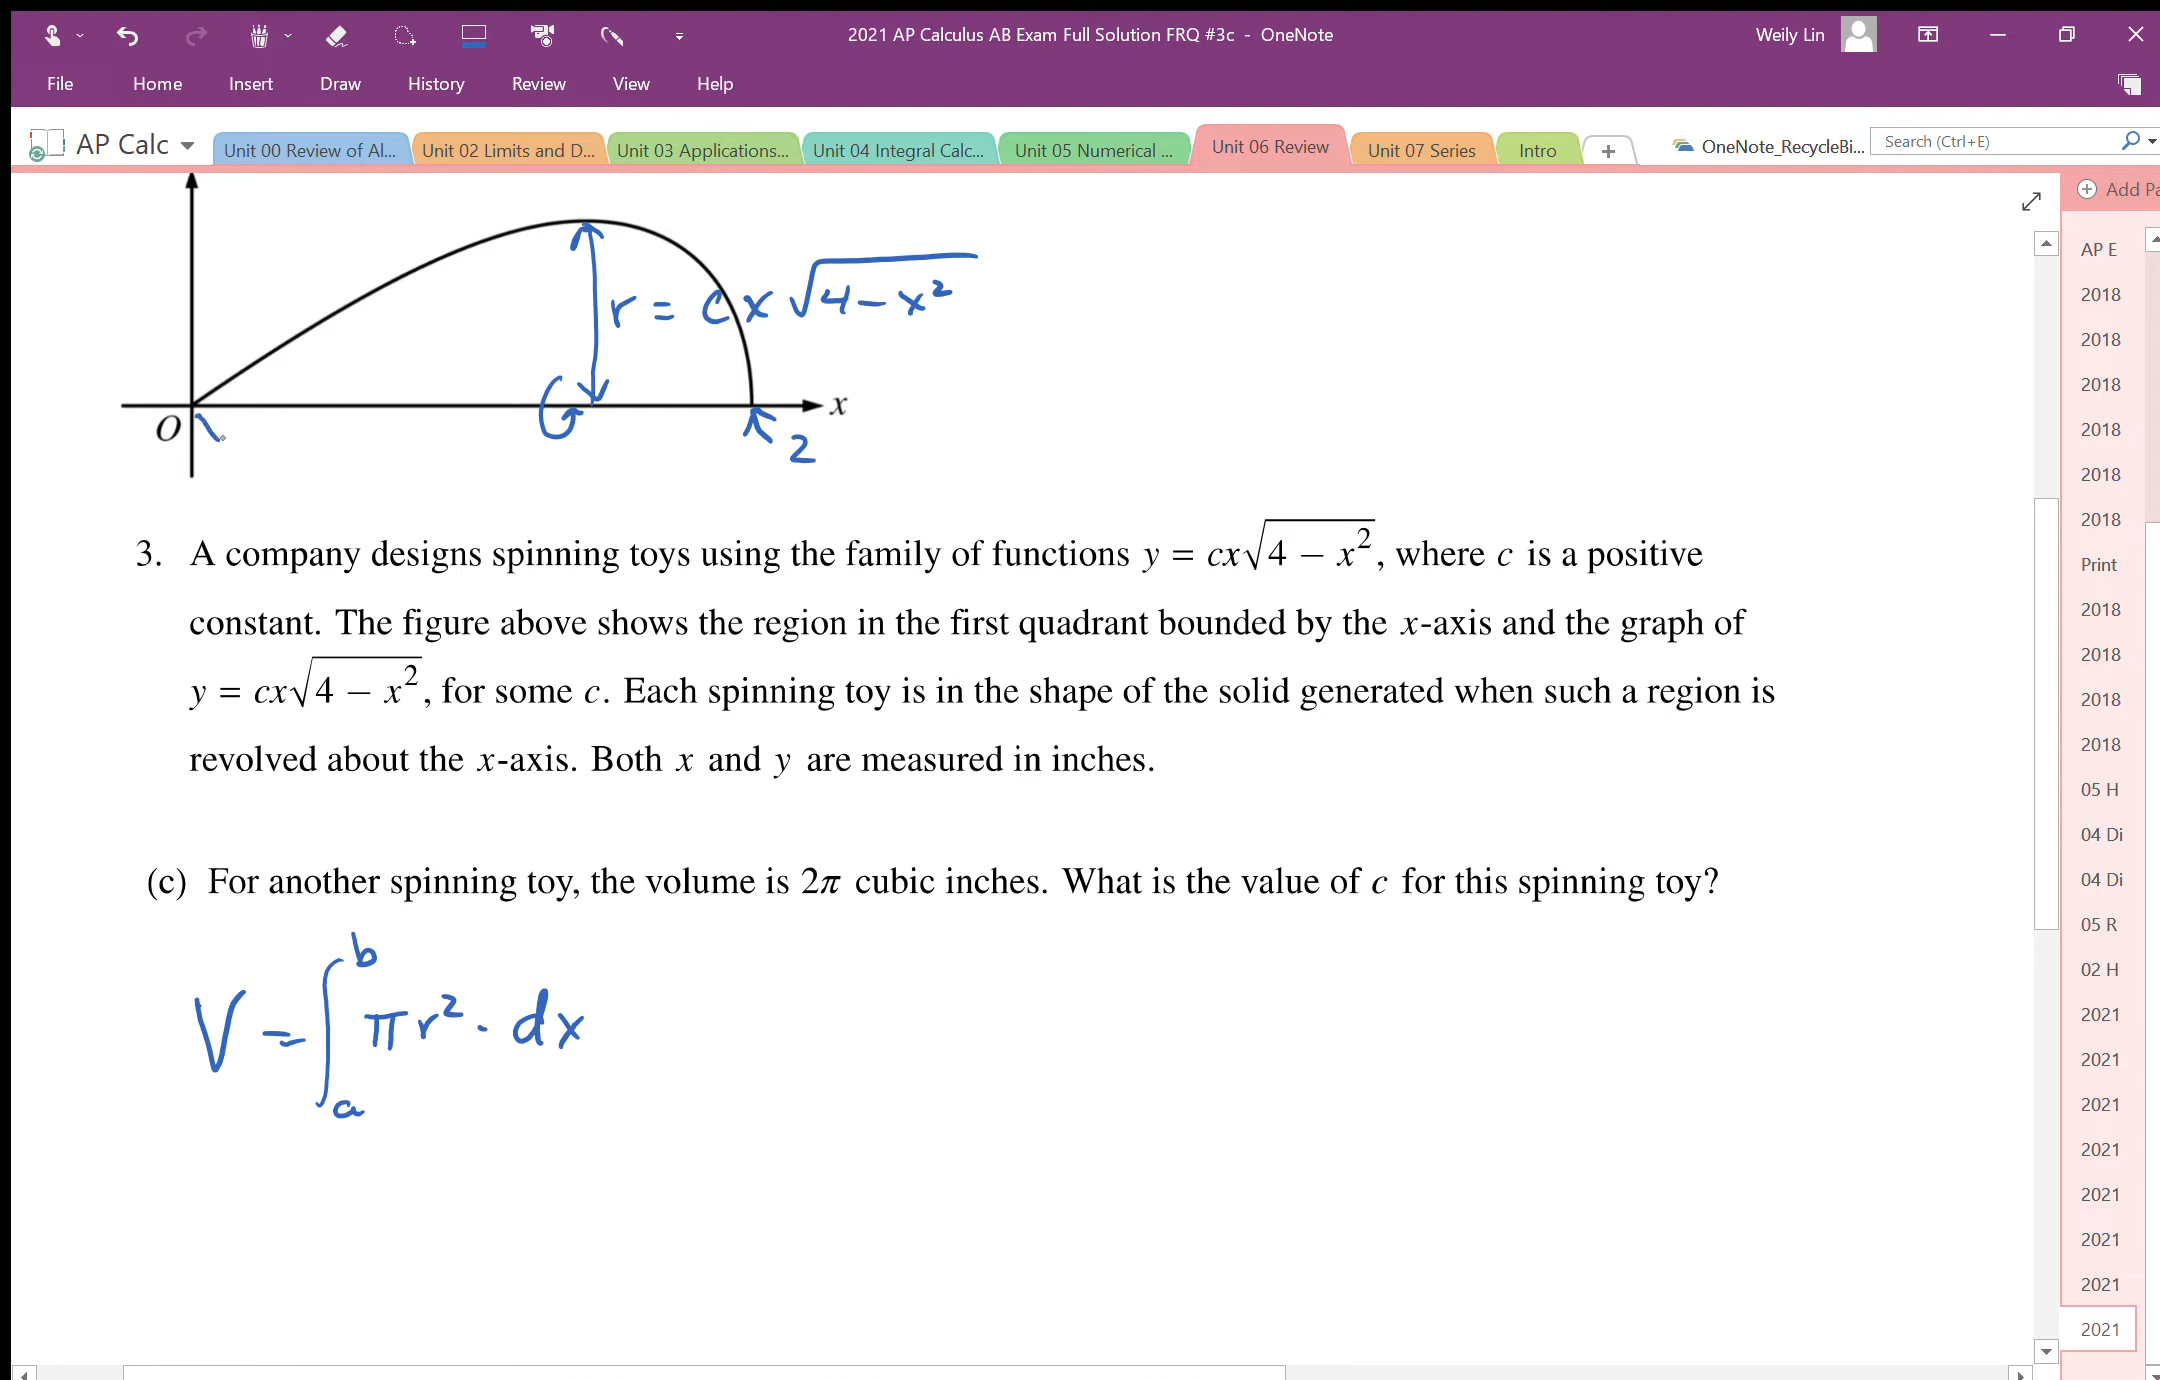 2021 AP Calculus AB Exam Full Solution FRQ #3c - OneNote
Weily Lin
File Home Insert Draw History Review View Help
AP Calc
Unit 00 Review of Al... Unit 02 Limits and D... Unit 03 Applications... Unit 04 Integral Calc... Unit 05 Numerical ... Unit 06 Review Unit 07 Series Intro +
OneNote_RecycleBi...
Search (Ctrl+E)
Add Pa
r = cx√(4-x²)
O
x
2
3. A company designs spinning toys using the family of functions y = cx√(4 − x²), where c is a positive
constant. The figure above shows the region in the first quadrant bounded by the x-axis and the graph of
y = cx√(4 − x²), for some c. Each spinning toy is in the shape of the solid generated when such a region is
revolved about the x-axis. Both x and y are measured in inches.
(c) For another spinning toy, the volume is 2π cubic inches. What is the value of c for this spinning toy?
V = ∫ₐᵇ πr² · dx
AP E
2018
2018
2018
2018
2018
2018
Print
2018
2018
2018
2018
05 H
04 Di
04 Di
05 R
02 H
2021
2021
2021
2021
2021
2021
2021
2021